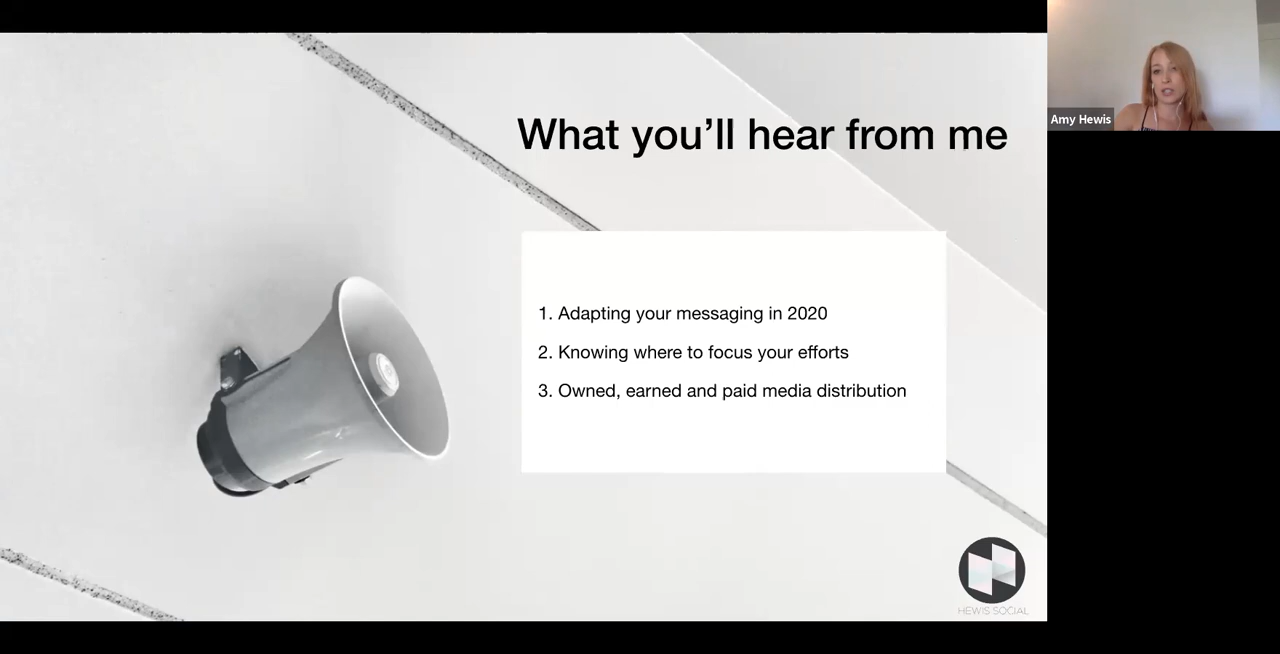 What you’ll hear from me
1. Adapting your messaging in 2020
2. Knowing where to focus your efforts
3. Owned, earned and paid media distribution
HEWIS SOCIAL
Amy Hewis